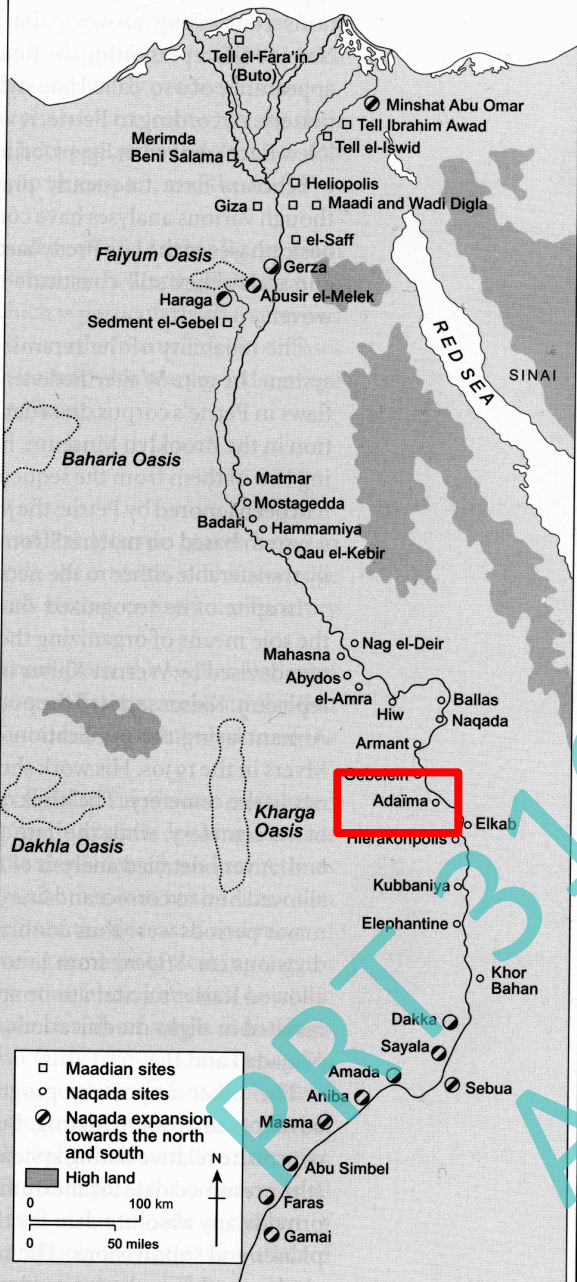 Tell el-Fara'in
(Buto)
Minshat Abu Omar
Tell Ibrahim Awad
Tell el-Iswid
Merimda
Beni Salama
Heliopolis
Giza
Maadi and Wadi Digla
el-Saff
Faiyum Oasis
Gerza
Haraga
Abusir el-Melek
Sedment el-Gebel
RED SEA
SINAI
Baharia Oasis
Matmar
Mostagedda
Badari
Hammamiya
Qau el-Kebir
Nag el-Deir
Mahasna
Abydos
el-Amra
Hiw
Ballas
Naqada
Armant
Gebelein
Adaïma
Elkab
Hierakonpolis
Kharga
Oasis
Dakhla Oasis
Kubbaniya
Elephantine
Khor
Bahan
Dakka
Sayala
Amada
Sebua
Aniba
Masma
Abu Simbel
Faras
Gamai
Maadian sites
Naqada sites
Naqada expansion
towards the north
and south
High land
N
0 100 km
0 50 miles
PRT 31
A